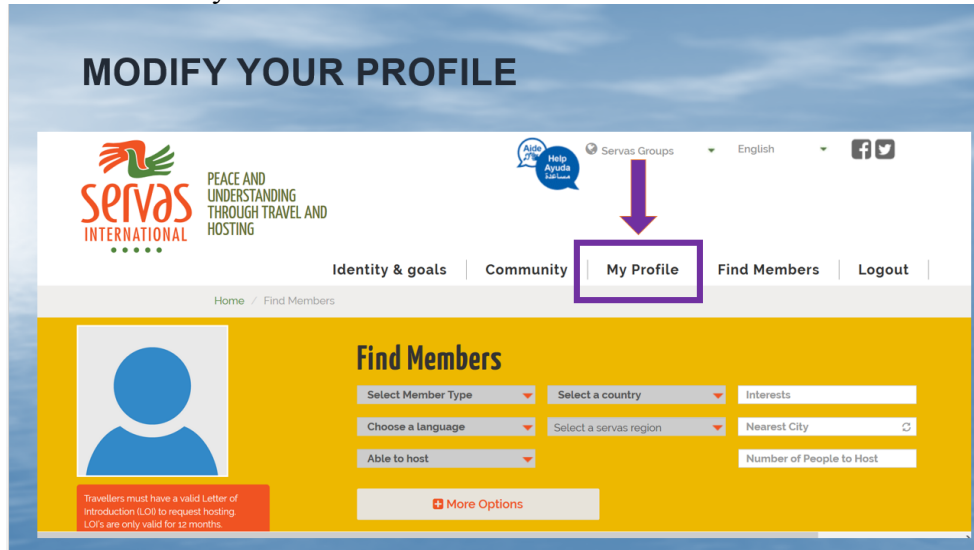 MODIFY YOUR PROFILE
Aide
Help
Ayuda
مساعدة
Servas Groups
English
servas
INTERNATIONAL
PEACE AND
UNDERSTANDING
THROUGH TRAVEL AND
HOSTING
Identity & goals
Community
My Profile
Find Members
Logout
Home / Find Members
Find Members
Select Member Type
Select a country
Interests
Choose a language
Select a servas region
Nearest City
Able to host
Number of People to Host
More Options
Travellers must have a valid Letter of
Introduction (LOI) to request hosting.
LOI's are only valid for 12 months.